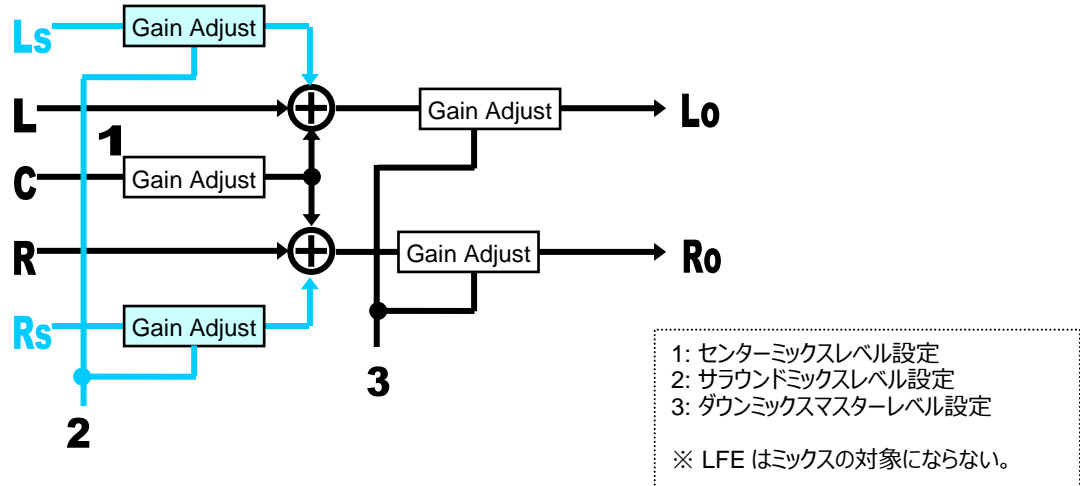 Ls
Gain Adjust
L
Gain Adjust
Lo
1
C
Gain Adjust
R
Gain Adjust
Ro
Rs
Gain Adjust
3
2
1: センターミックスレベル設定
2: サラウンドミックスレベル設定
3: ダウンミックスマスターレベル設定
※ LFE はミックスの対象にならない。